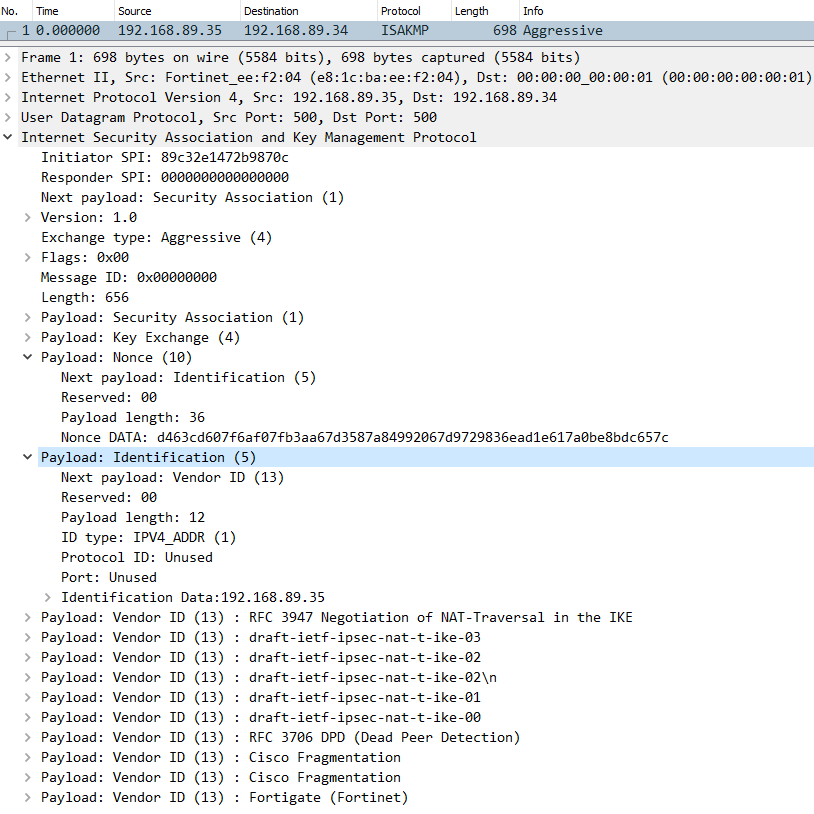 No. Time Source Destination Protocol Length Info
1 0.000000 192.168.89.35 192.168.89.34 ISAKMP 698 Aggressive
Frame 1: 698 bytes on wire (5584 bits), 698 bytes captured (5584 bits)
Ethernet II, Src: Fortinet_ee:f2:04 (e8:1c:ba:ee:f2:04), Dst: 00:00:00_00:00:01 (00:00:00:00:00:01)
Internet Protocol Version 4, Src: 192.168.89.35, Dst: 192.168.89.34
User Datagram Protocol, Src Port: 500, Dst Port: 500
Internet Security Association and Key Management Protocol
Initiator SPI: 89c32e1472b9870c
Responder SPI: 0000000000000000
Next payload: Security Association (1)
Version: 1.0
Exchange type: Aggressive (4)
Flags: 0x00
Message ID: 0x00000000
Length: 656
Payload: Security Association (1)
Payload: Key Exchange (4)
Payload: Nonce (10)
Next payload: Identification (5)
Reserved: 00
Payload length: 36
Nonce DATA: d463cd607f6af07fb3aa67d3587a84992067d9729836ead1e617a0be8bdc657c
Payload: Identification (5)
Next payload: Vendor ID (13)
Reserved: 00
Payload length: 12
ID type: IPV4_ADDR (1)
Protocol ID: Unused
Port: Unused
Identification Data:192.168.89.35
Payload: Vendor ID (13) : RFC 3947 Negotiation of NAT-Traversal in the IKE
Payload: Vendor ID (13) : draft-ietf-ipsec-nat-t-ike-03
Payload: Vendor ID (13) : draft-ietf-ipsec-nat-t-ike-02
Payload: Vendor ID (13) : draft-ietf-ipsec-nat-t-ike-02\n
Payload: Vendor ID (13) : draft-ietf-ipsec-nat-t-ike-01
Payload: Vendor ID (13) : draft-ietf-ipsec-nat-t-ike-00
Payload: Vendor ID (13) : RFC 3706 DPD (Dead Peer Detection)
Payload: Vendor ID (13) : Cisco Fragmentation
Payload: Vendor ID (13) : Cisco Fragmentation
Payload: Vendor ID (13) : Fortigate (Fortinet)